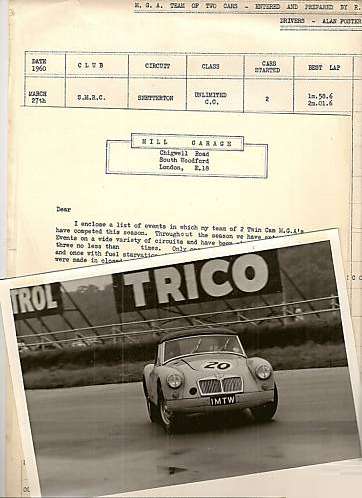 M.G.A. TEAM OF TWO CARS - ENTERED AND PREPARED BY R.
DRIVERS - ALAN FOSTER
DATE 1960 CLUB CIRCUIT CLASS CARS STARTED BEST LAP
MARCH 27th S.M.R.C. SNETTERTON UNLIMITED C.C. 2 1m.58.6 2m.01.6
HILL GARAGE
Chigwell Road
South Woodford
London, E.18
Dear
I enclose a list of events in which my team of 2 Twin Cam M.G.A's
have competed this season. Throughout the season we have
Events on a wide variety of circuits and have been
three no less than times. Only
and once with fuel starvation
were made in closed
TROL
TRICO
20
1MTW